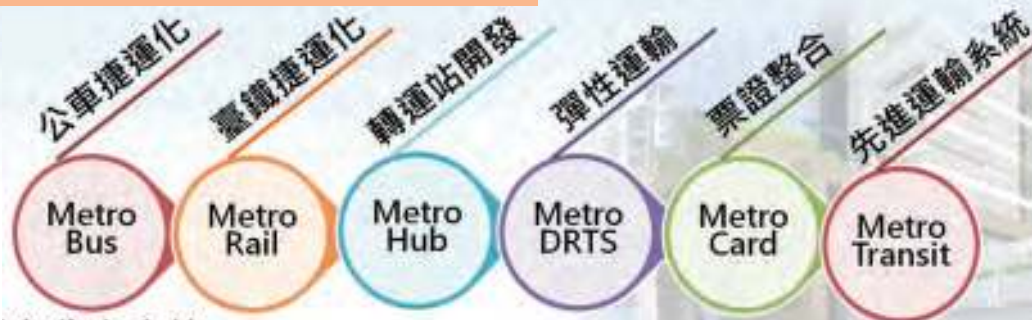 公車捷運化
臺鐵捷運化
轉運站開發
彈性運輸
票證整合
先進運輸系統
Metro
Bus
Metro
Rail
Metro
Hub
Metro
DRTS
Metro
Card
Metro
Transit